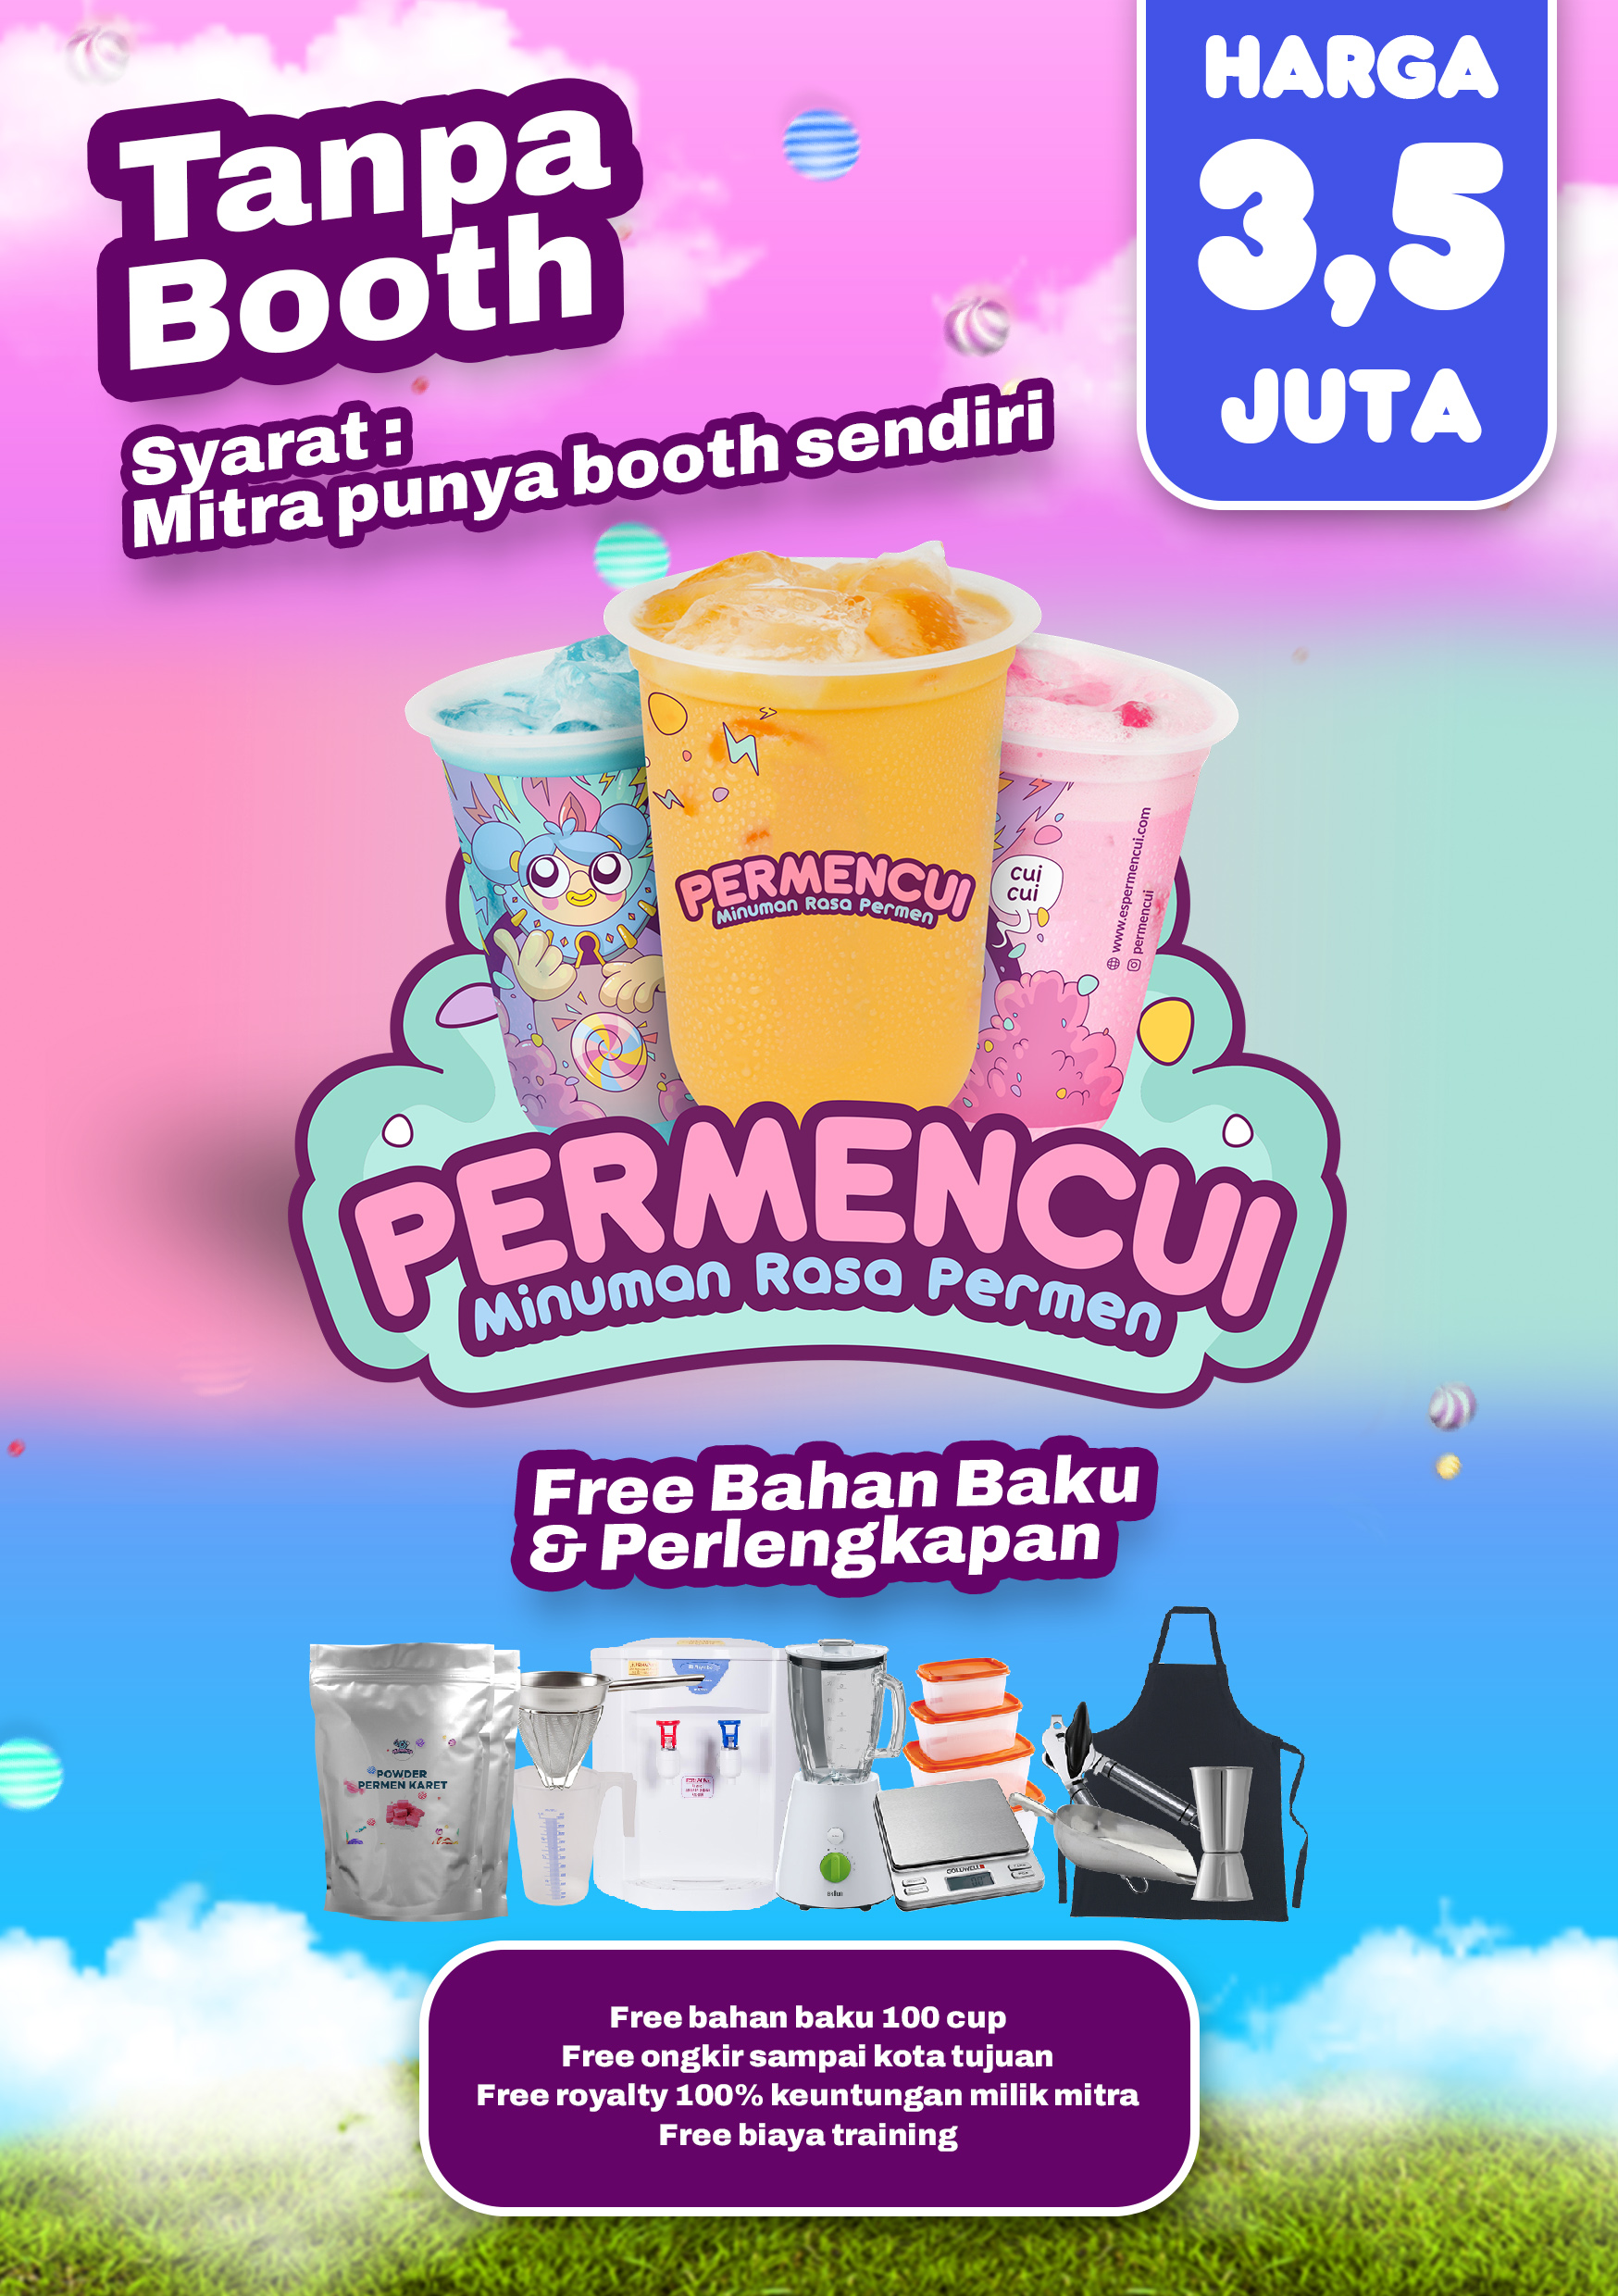 Tanpa
Booth
Syarat :
Mitra punya booth sendiri
HARGA
3,5
JUTA
PERMENCUI
Minuman Rasa Permen
cui
cui
www.espermencui.com
permencui
PERMENCUI
Minuman Rasa Permen
Free Bahan Baku
& Perlengkapan
POWDER
PERMEN KARET
Free bahan baku 100 cup
Free ongkir sampai kota tujuan
Free royalty 100% keuntungan milik mitra
Free biaya training